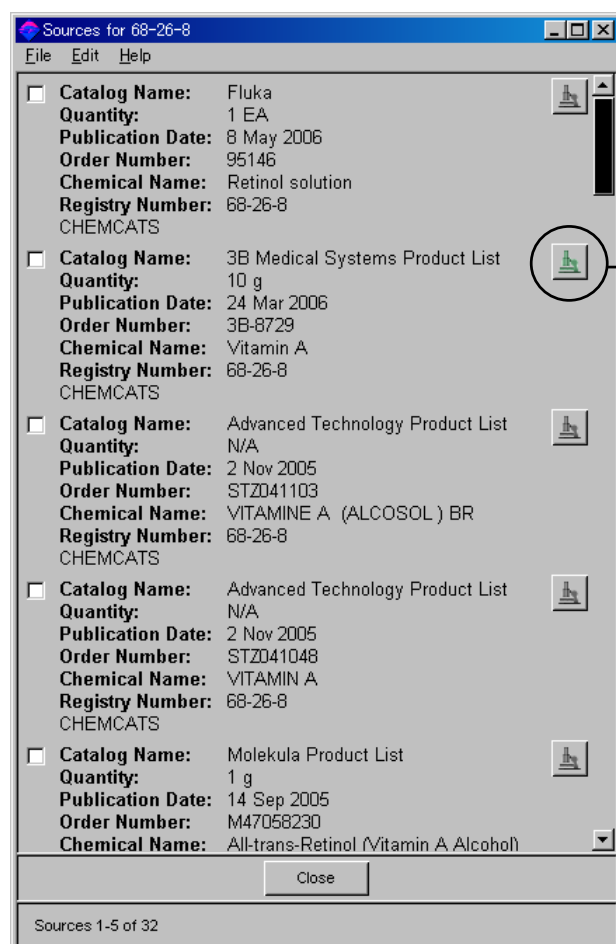 Sources for 68-26-8
File Edit Help
Catalog Name: Fluka
Quantity: 1 EA
Publication Date: 8 May 2006
Order Number: 95146
Chemical Name: Retinol solution
Registry Number: 68-26-8
CHEMCATS
Catalog Name: 3B Medical Systems Product List
Quantity: 10 g
Publication Date: 24 Mar 2006
Order Number: 3B-8729
Chemical Name: Vitamin A
Registry Number: 68-26-8
CHEMCATS
Catalog Name: Advanced Technology Product List
Quantity: N/A
Publication Date: 2 Nov 2005
Order Number: STZ041103
Chemical Name: VITAMINE A (ALCOSOL ) BR
Registry Number: 68-26-8
CHEMCATS
Catalog Name: Advanced Technology Product List
Quantity: N/A
Publication Date: 2 Nov 2005
Order Number: STZ041048
Chemical Name: VITAMIN A
Registry Number: 68-26-8
CHEMCATS
Catalog Name: Molekula Product List
Quantity: 1 g
Publication Date: 14 Sep 2005
Order Number: M47058230
Chemical Name: All-trans-Retinol (Vitamin A Alcohol)
Close
Sources 1-5 of 32